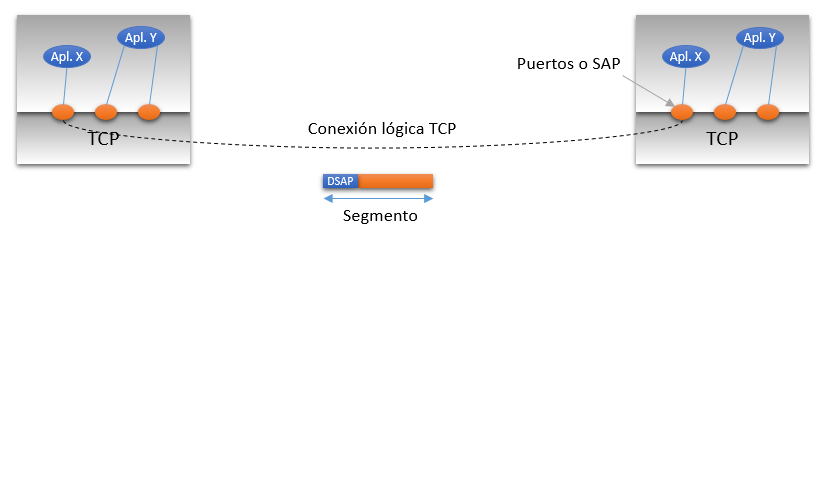 Apl. X
Apl. Y
TCP
Conexión lógica TCP
DSAP
Segmento
Puertos o SAP
Apl. X
Apl. Y
TCP